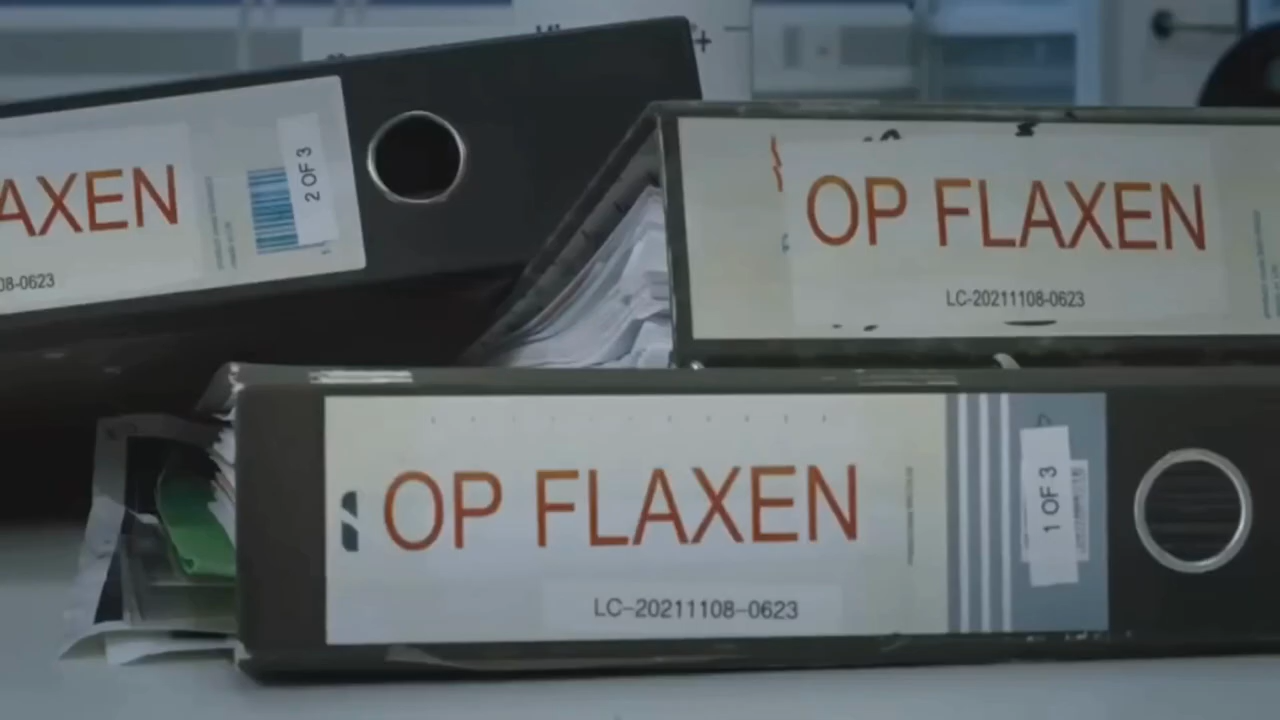 AXEN
08-0623
2 OF 3
OP FLAXEN
LC-20211108-0623
OP FLAXEN
LC-20211108-0623
1 OF 3